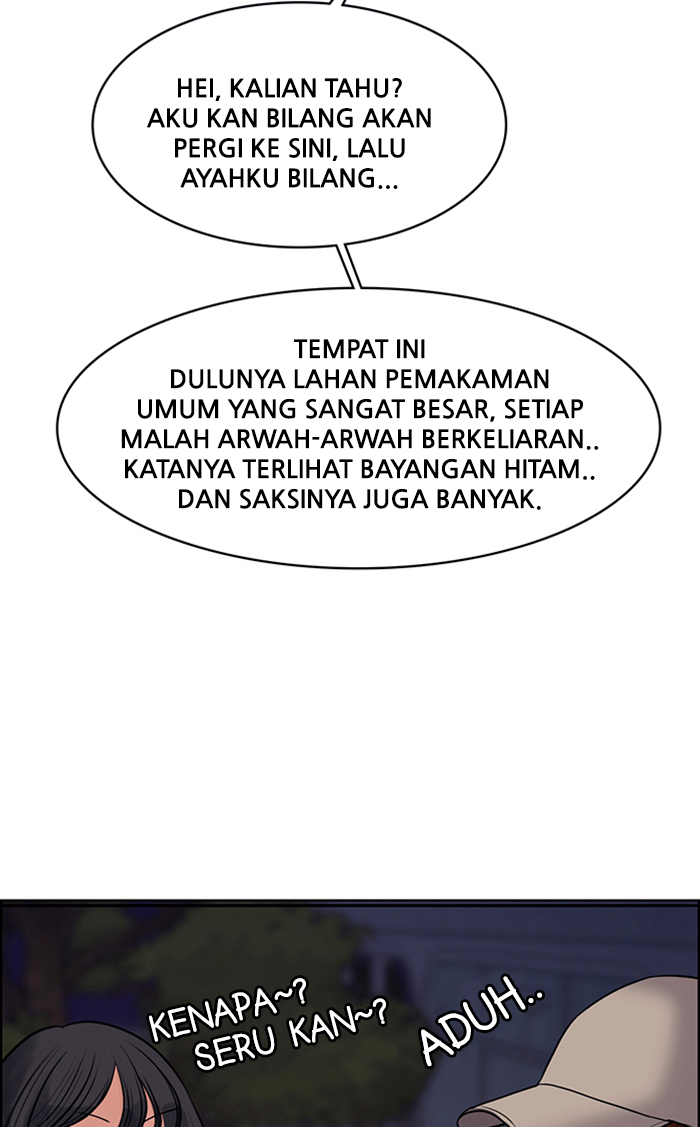 HEI, KALIAN TAHU?
AKU KAN BILANG AKAN
PERGI KE SINI, LALU
AYAHKU BILANG...
TEMPAT INI
DULUNYA LAHAN PEMAKAMAN
UMUM YANG SANGAT BESAR, SETIAP
MALAH ARWAH-ARWAH BERKELIARAN..
KATANYA TERLIHAT BAYANGAN HITAM..
DAN SAKSINYA JUGA BANYAK.
KENAPA~?
SERU KAN~?
ADUH..